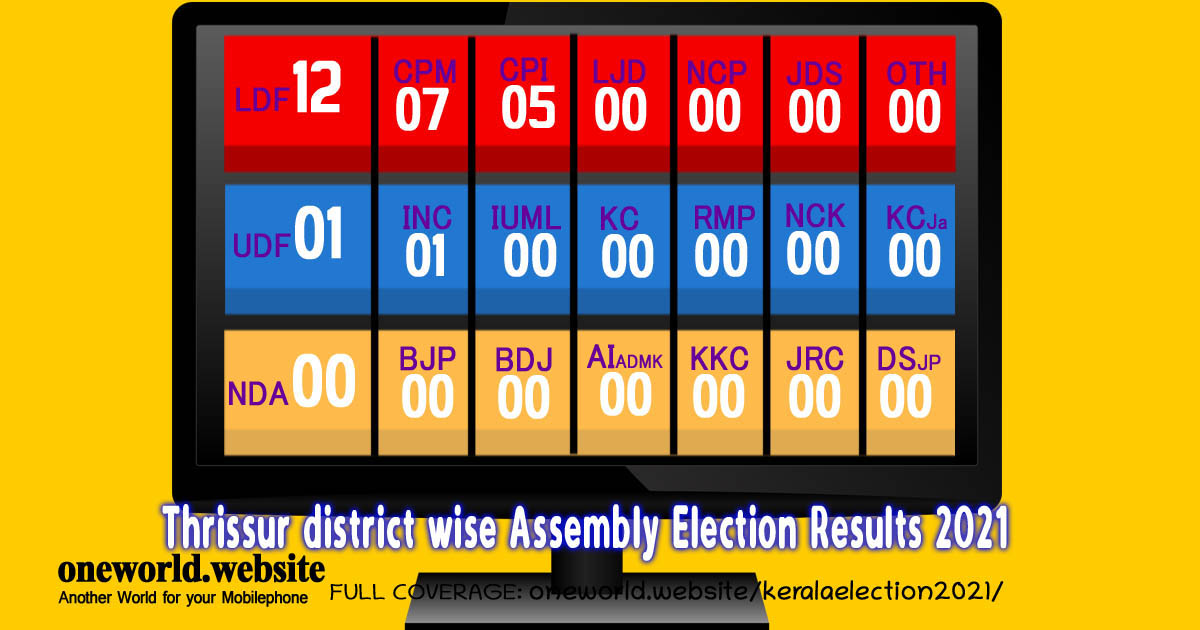 LDF 12 CPM 07 CPI 05 LJD 00 NCP 00 JDS 00 OTH 00
UDF 01 INC 01 IUML 00 KC 00 RMP 00 NCK 00 KCJa 00
NDA 00 BJP 00 BDJ 00 AIADMK 00 KKC 00 JRC 00 DSJP 00
Thrissur district wise Assembly Election Results 2021
oneworld.website
Another World for your Mobilephone
FULL COVERAGE: oneworld.website/keralaelection2021/